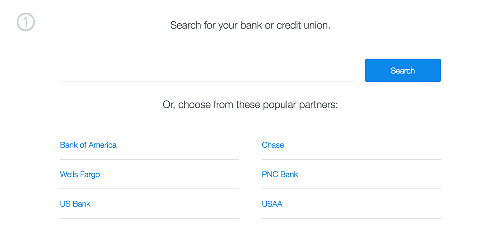 1
Search for your bank or credit union.
Search
Or, choose from these popular partners:
Bank of America
Chase
Wells Fargo
PNC Bank
US Bank
USAA